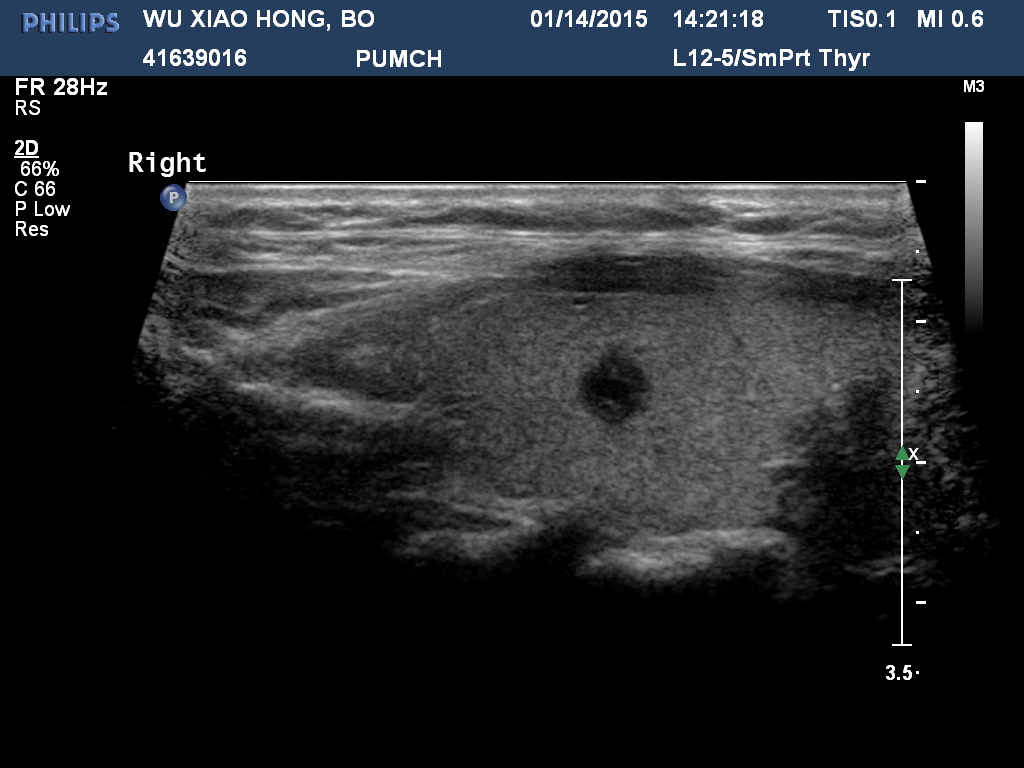 PHILIPS WU XIAO HONG, BO 01/14/2015 14:21:18 TIS0.1 MI 0.6
41639016 PUMCH L12-5/SmPrt Thyr
FR 28Hz
RS
M3
2D
66%
C 66
P Low
Res
Right
P
X
3.5